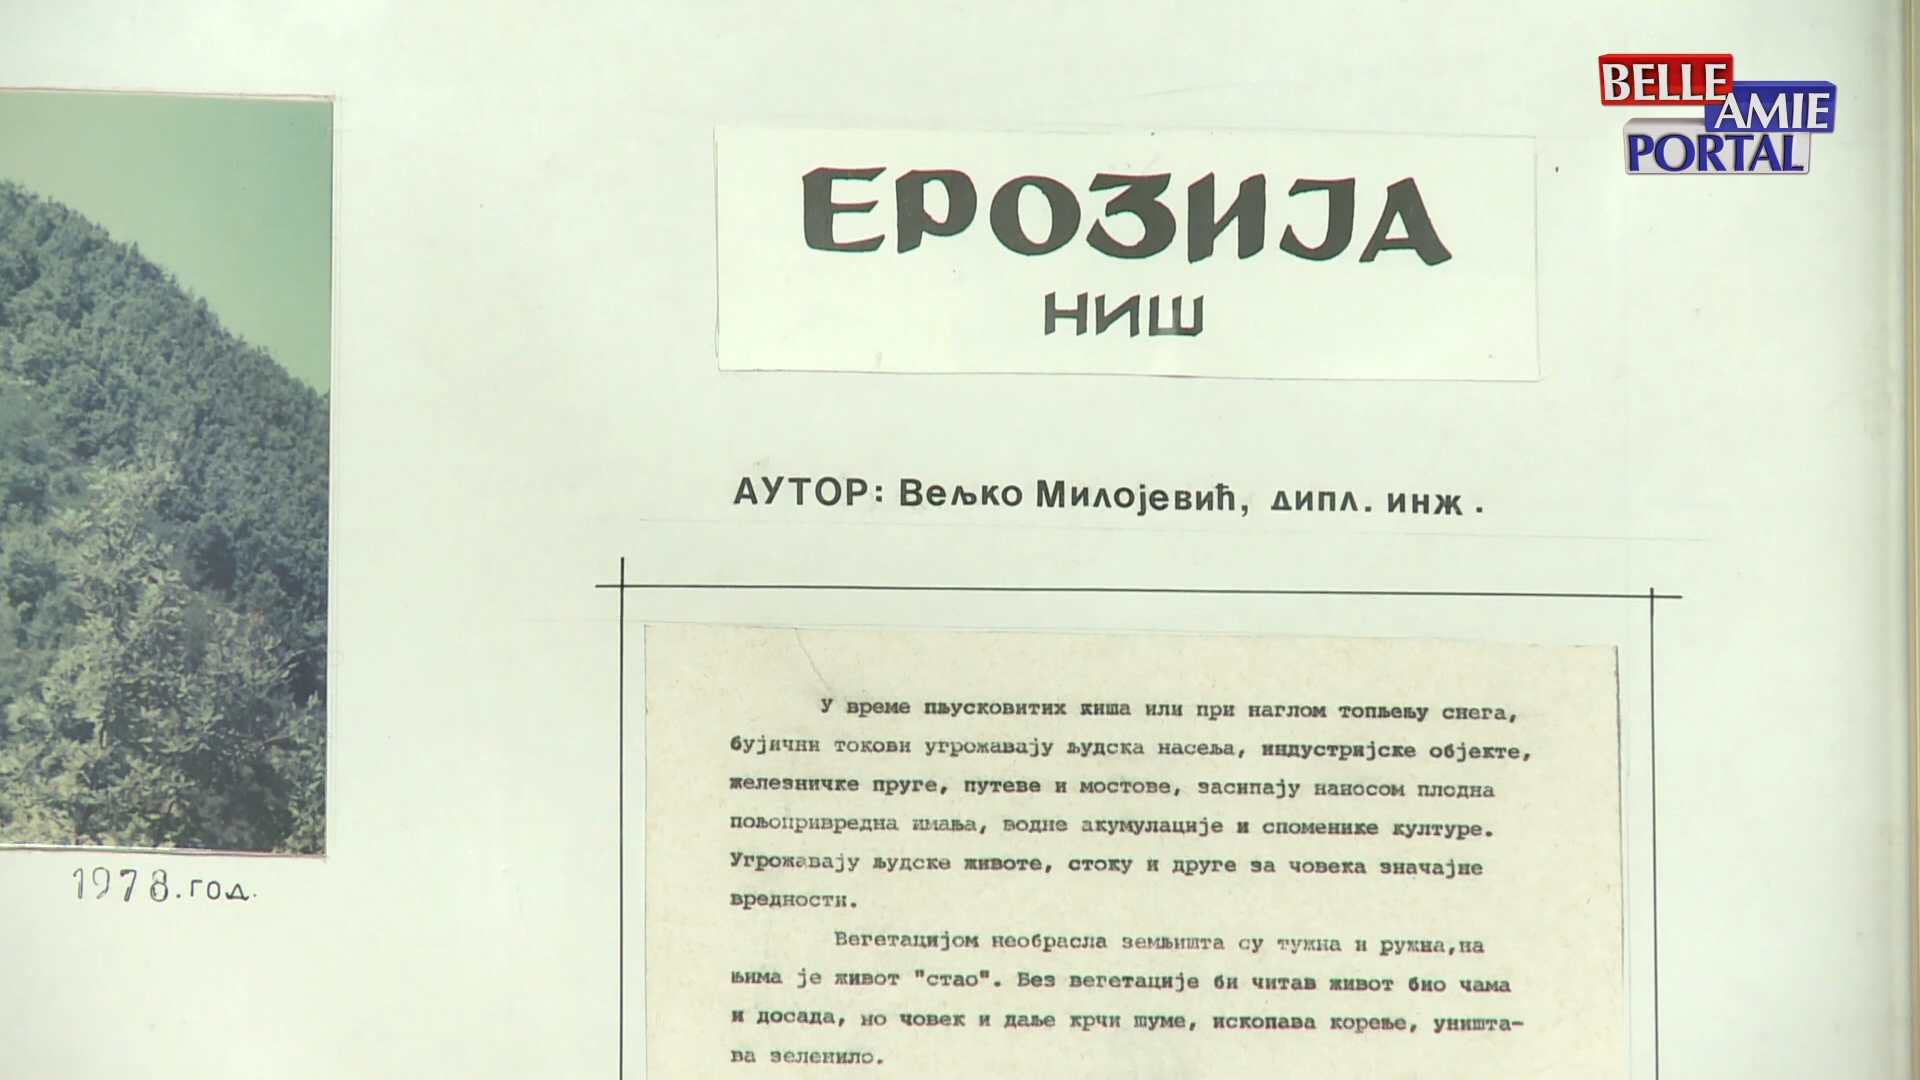 BELLE
AMIE
PORTAL
ЕРОЗИЈА
НИШ
АУТОР: Вељко Милојевић, дипл. инж.
1978. год.
У време пљусковитих киша или при наглом топљењу снега,
бујични токови угрожавају људска насеља, индустријске објекте,
железничке пруге, путеве и мостове, засипају наносом плодна
пољопривредна имања, водне акумулације и споменике културе.
Угрожавају људске животе, стоку и друге за човека значајне
вредности.
Вегетацијом необрасла земљишта су тужна и ружна,на
њима је живот "стао". Без вегетације би читав живот био чама
и досада, но човек и даље крчи шуме, ископава корење, уништа-
ва зеленило.